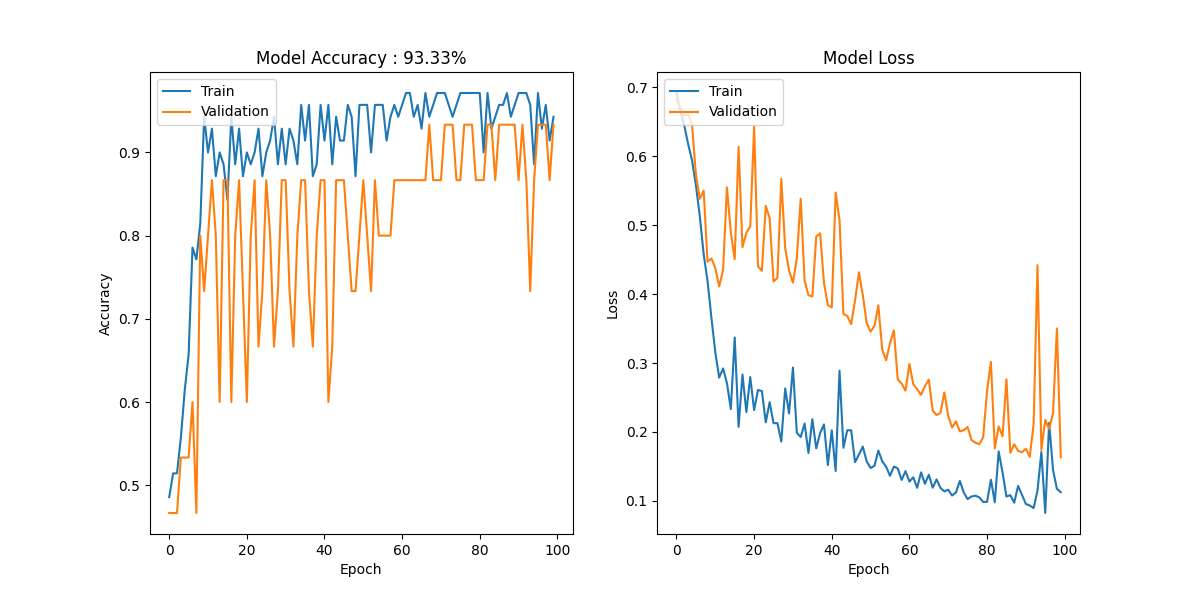 Model Accuracy : 93.33%
Train
Validation
0.9
0.8
0.7
0.6
0.5
Accuracy
0 20 40 60 80 100
Epoch
Model Loss
Train
Validation
0.7
0.6
0.5
0.4
0.3
0.2
0.1
Loss
0 20 40 60 80 100
Epoch